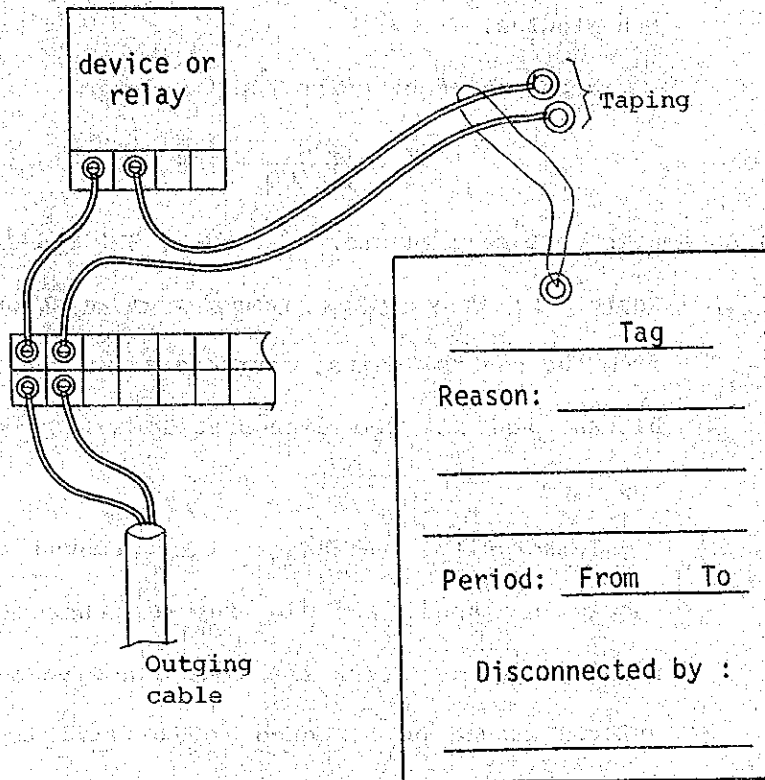 device or
relay
Taping
Tag
Reason:
Period: From To
Outging
cable
Disconnected by :